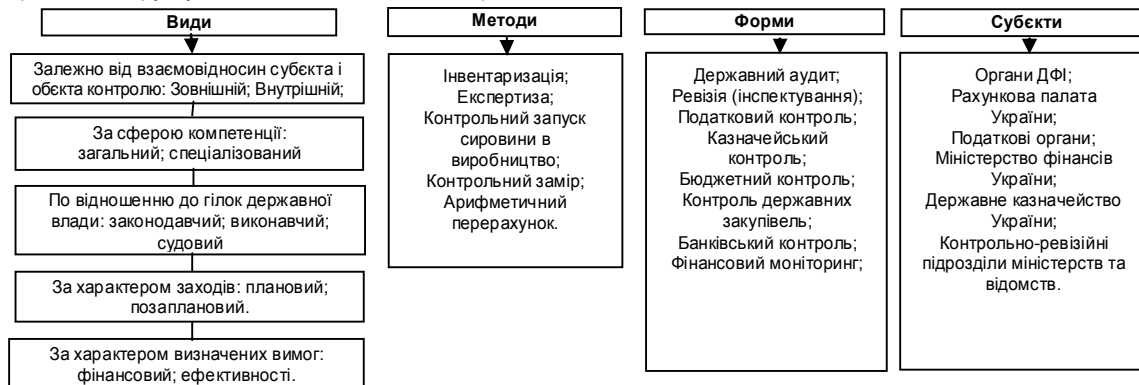 Види
Залежно від взаємовідносин субєкта і
обєкта контролю: Зовнішній; Внутрішній;
За сферою компетенції:
загальний; спеціалізований
По відношенню до гілок державної
влади: законодавчий; виконавчий;
судовий
За характером заходів: плановий;
позаплановий.
За характером визначених вимог:
фінансовий; ефективності.
Методи
Інвентаризація;
Експертиза;
Контрольний запуск
сировини в
виробництво;
Контрольний замір;
Арифметичний
перерахунок.
Форми
Державний аудит;
Ревізія (інспектування);
Податковий контроль;
Казначейський
контроль;
Бюджетний контроль;
Контроль державних
закупівель;
Банківський контроль;
Фінансовий моніторинг;
Субєкти
Органи ДФІ;
Рахункова палата
України;
Податкові органи;
Міністерство фінансів
України;
Державне казначейство
України;
Контрольно-ревізійні
підрозділи міністерств та
відомств.